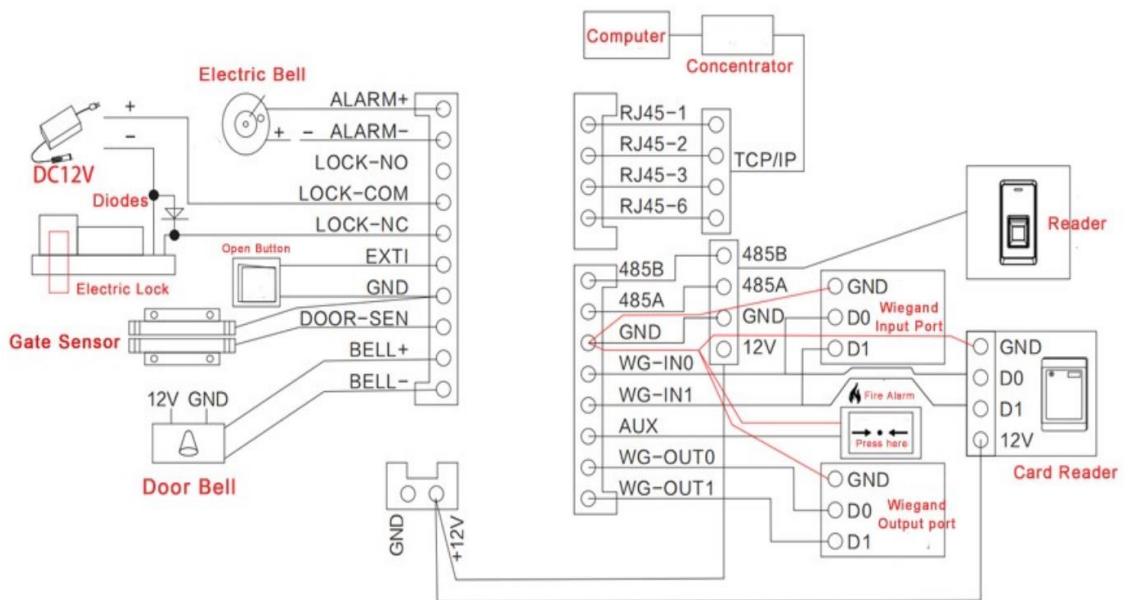 Computer
Concentrator
Electric Bell
+
-
DC12V
Diodes
Electric Lock
+ -
ALARM+
ALARM-
LOCK-NO
LOCK-COM
LOCK-NC
EXTI
GND
DOOR-SEN
BELL+
BELL-
Open Button
Gate Sensor
12V GND
Door Bell
GND
+12V
RJ45-1
RJ45-2
RJ45-3
RJ45-6
TCP/IP
485B
485A
GND
WG-IN0
WG-IN1
AUX
WG-OUT0
WG-OUT1
485B
485A
GND
12V
Reader
GND
D0
D1
Wiegand
Input Port
Fire Alarm
Press here
GND
D0
D1
Wiegand
Output port
GND
D0
D1
12V
Card Reader